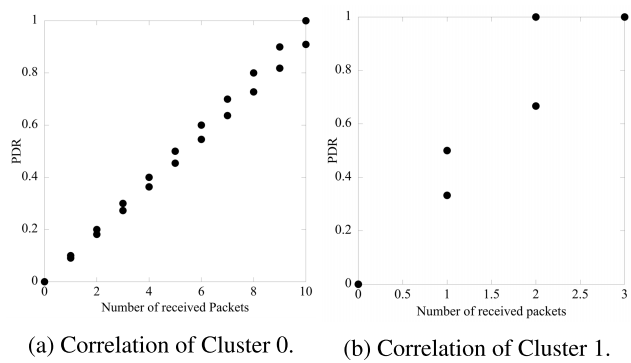 1
0.8
0.6
0.4
0.2
0
PDR
0 2 4 6 8 10
Number of received Packets
(a) Correlation of Cluster 0.
1
0.8
0.6
0.4
0.2
0
PDR
0 0.5 1 1.5 2 2.5 3
Number of received packets
(b) Correlation of Cluster 1.